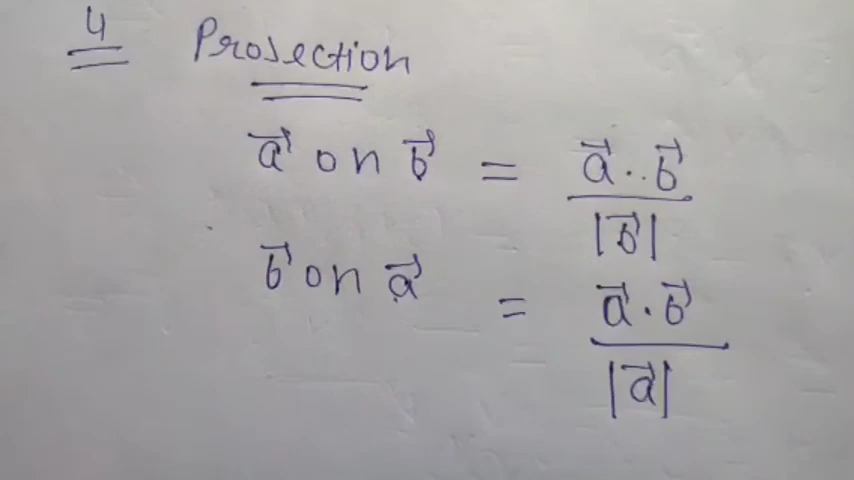 4 Projection
a⃗ on b⃗ = a⃗ . b⃗
|b⃗|
b⃗ on a⃗ = a⃗ . b⃗
|a⃗|